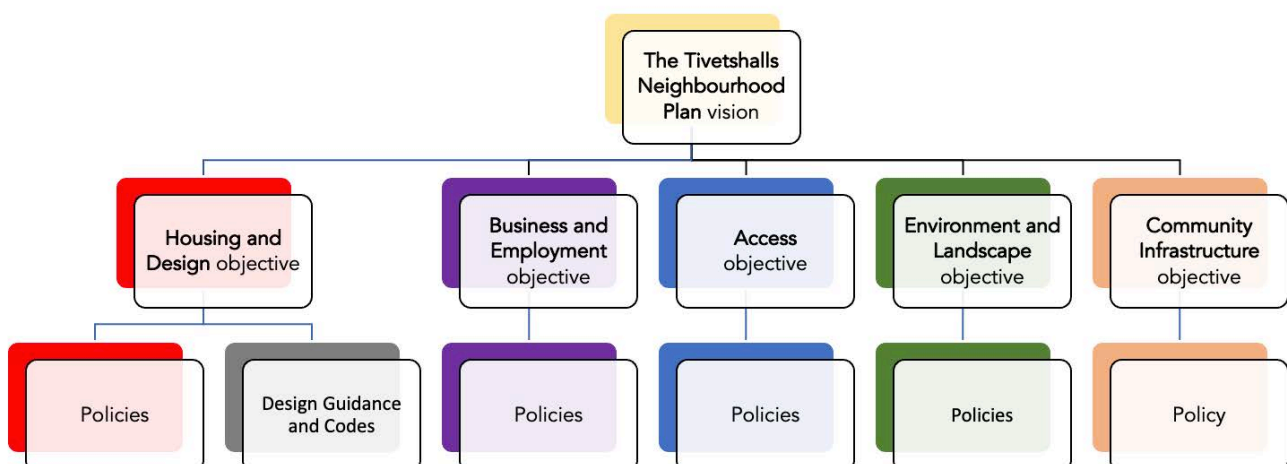 The Tivetshalls
Neighbourhood
Plan vision
Housing and
Design objective
Business and
Employment
objective
Access
objective
Environment and
Landscape
objective
Community
Infrastructure
objective
Policies
Design Guidance
and Codes
Policies
Policies
Policies
Policy